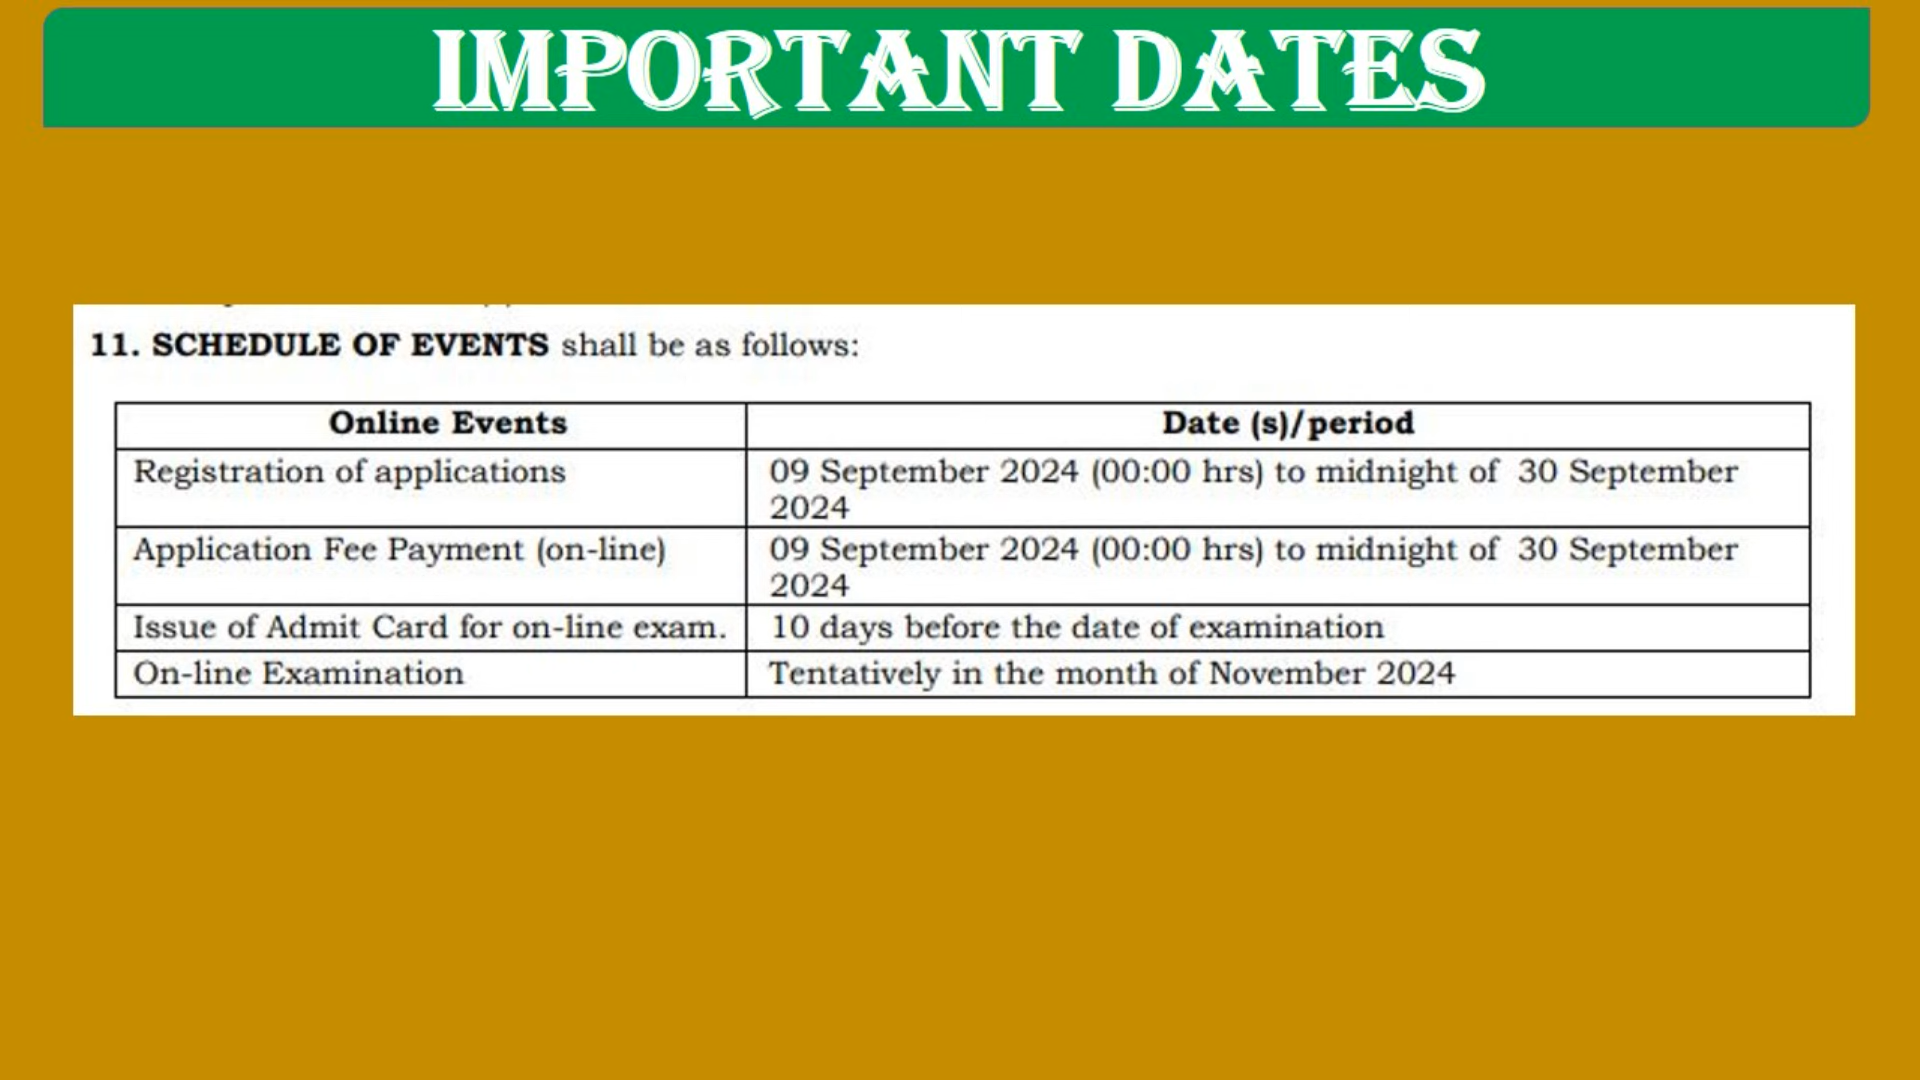 IMPORTANT DATES
11. SCHEDULE OF EVENTS shall be as follows:
Online Events
Date (s)/period
Registration of applications
09 September 2024 (00:00 hrs) to midnight of 30 September
2024
Application Fee Payment (on-line)
09 September 2024 (00:00 hrs) to midnight of 30 September
2024
Issue of Admit Card for on-line exam.
10 days before the date of examination
On-line Examination
Tentatively in the month of November 2024